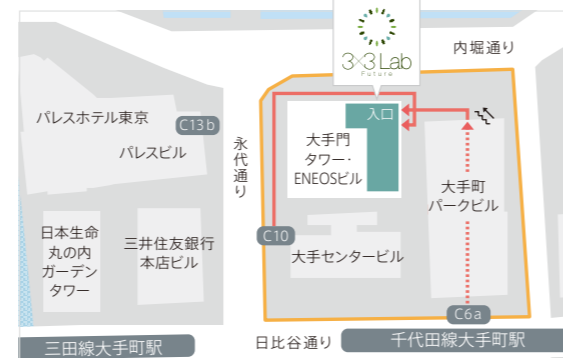 3×3Lab
Future
内堀通り
入口
パレスホテル東京
C13b
パレスビル
永代通り
大手門
タワー・
ENEOSビル
大手町
パークビル
日本生命
丸の内
ガーデン
タワー
三井住友銀行
本店ビル
C10
大手センタービル
C6a
三田線大手町駅
日比谷通り
千代田線大手町駅